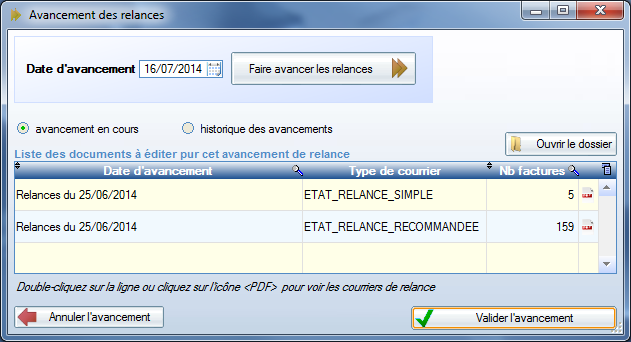 Avancement des relances
Date d'avancement 16/07/2014 Faire avancer les relances
avancement en cours historique des avancements
Ouvrir le dossier
Liste des documents à éditer pur cet avancement de relance
Date d'avancement Type de courrier Nb factures
Relances du 25/06/2014 ETAT_RELANCE_SIMPLE 5
Relances du 25/06/2014 ETAT_RELANCE_RECOMMANDEE 159
Double-cliquez sur la ligne ou cliquez sur l'icône <PDF> pour voir les courriers de relance
Annuler l'avancement Valider l'avancement